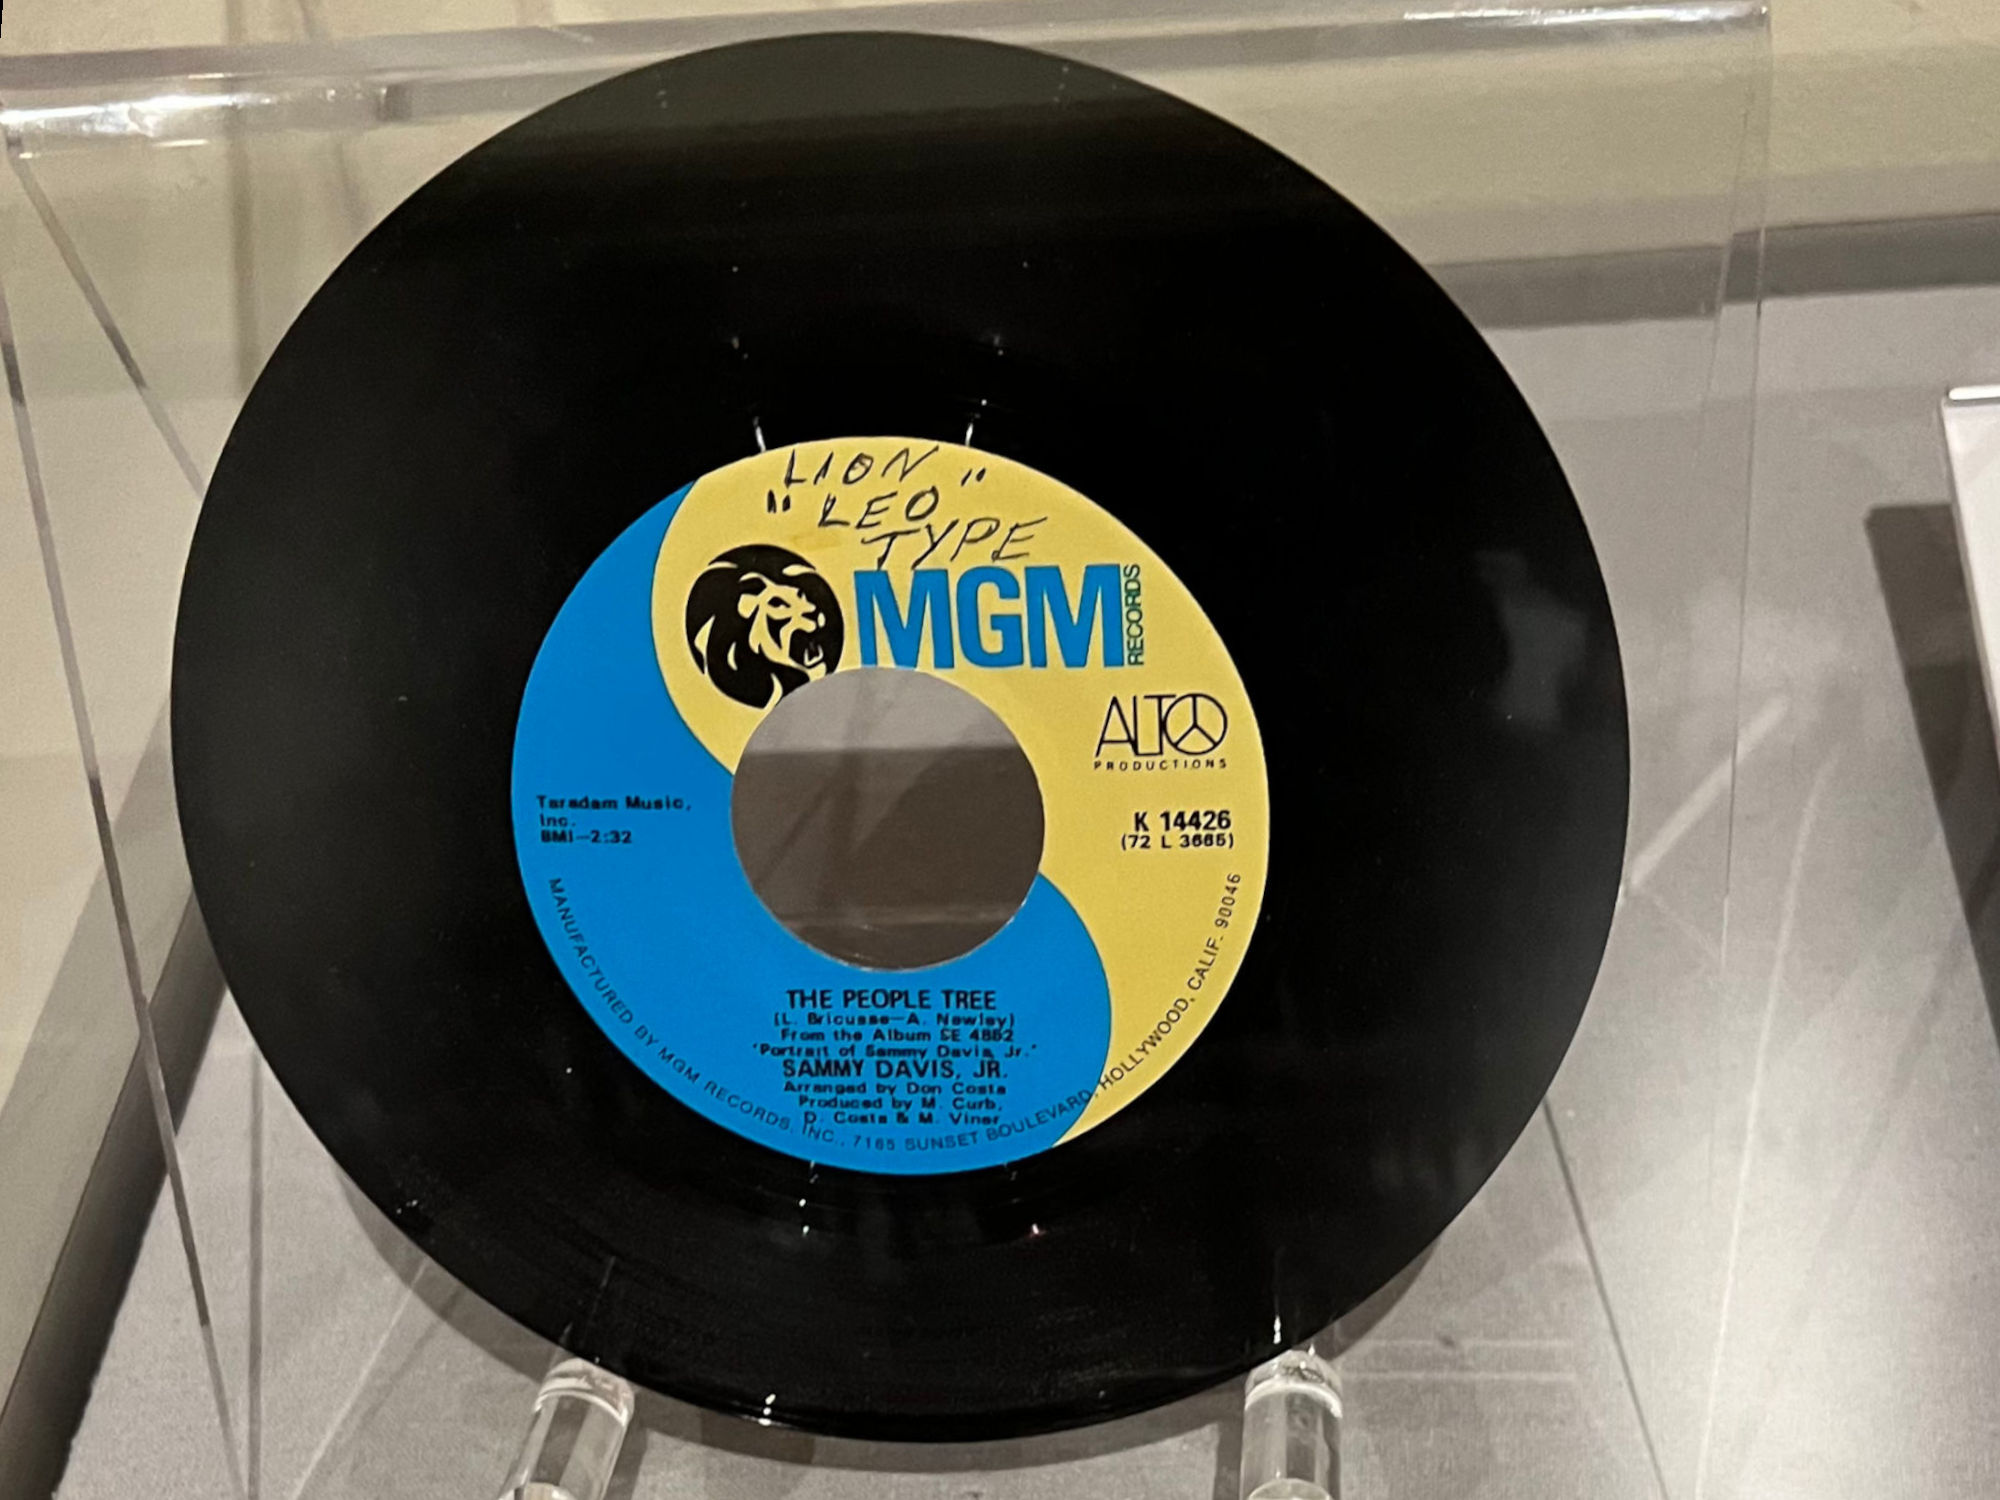 LION "
" LEO
TYPE
MGM RECORDS
ALTO
PRODUCTIONS
Taradam Music,
Inc.
BMI—2:32
K 14426
(72 L 3665)
THE PEOPLE TREE
(L. Bricusse—A. Newley)
From the Album SE 4852
'Portrait of Sammy Davis, Jr.'
SAMMY DAVIS, JR.
Arranged by Don Costa
Produced by M. Curb,
D. Costa & M. Viner
MANUFACTURED BY MGM RECORDS, INC., 7165 SUNSET BOULEVARD, HOLLYWOOD, CALIF. 90046